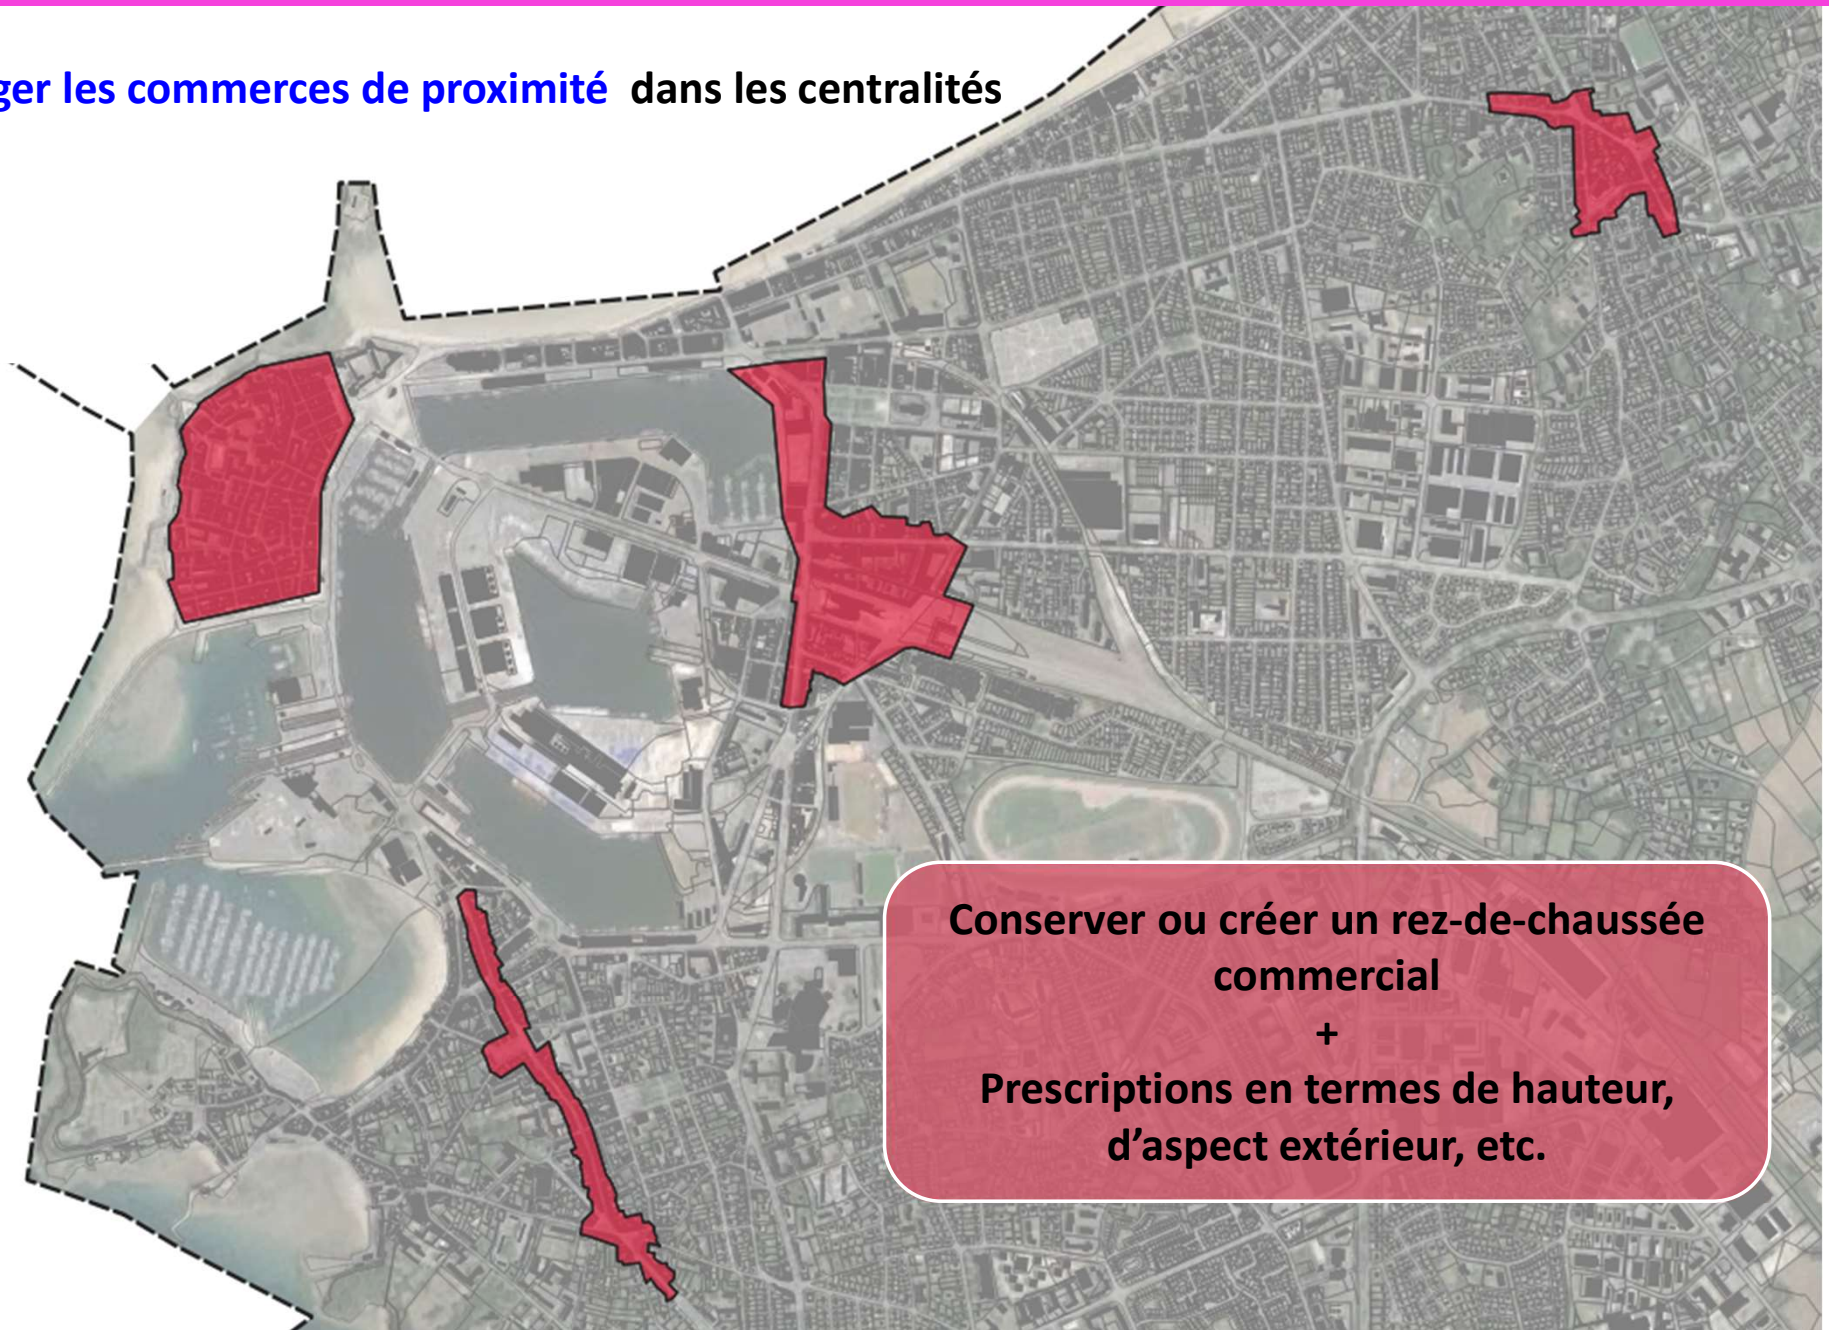 ger les commerces de proximité dans les centralités
Conserver ou créer un rez-de-chaussée
commercial
+
Prescriptions en termes de hauteur,
d’aspect extérieur, etc.